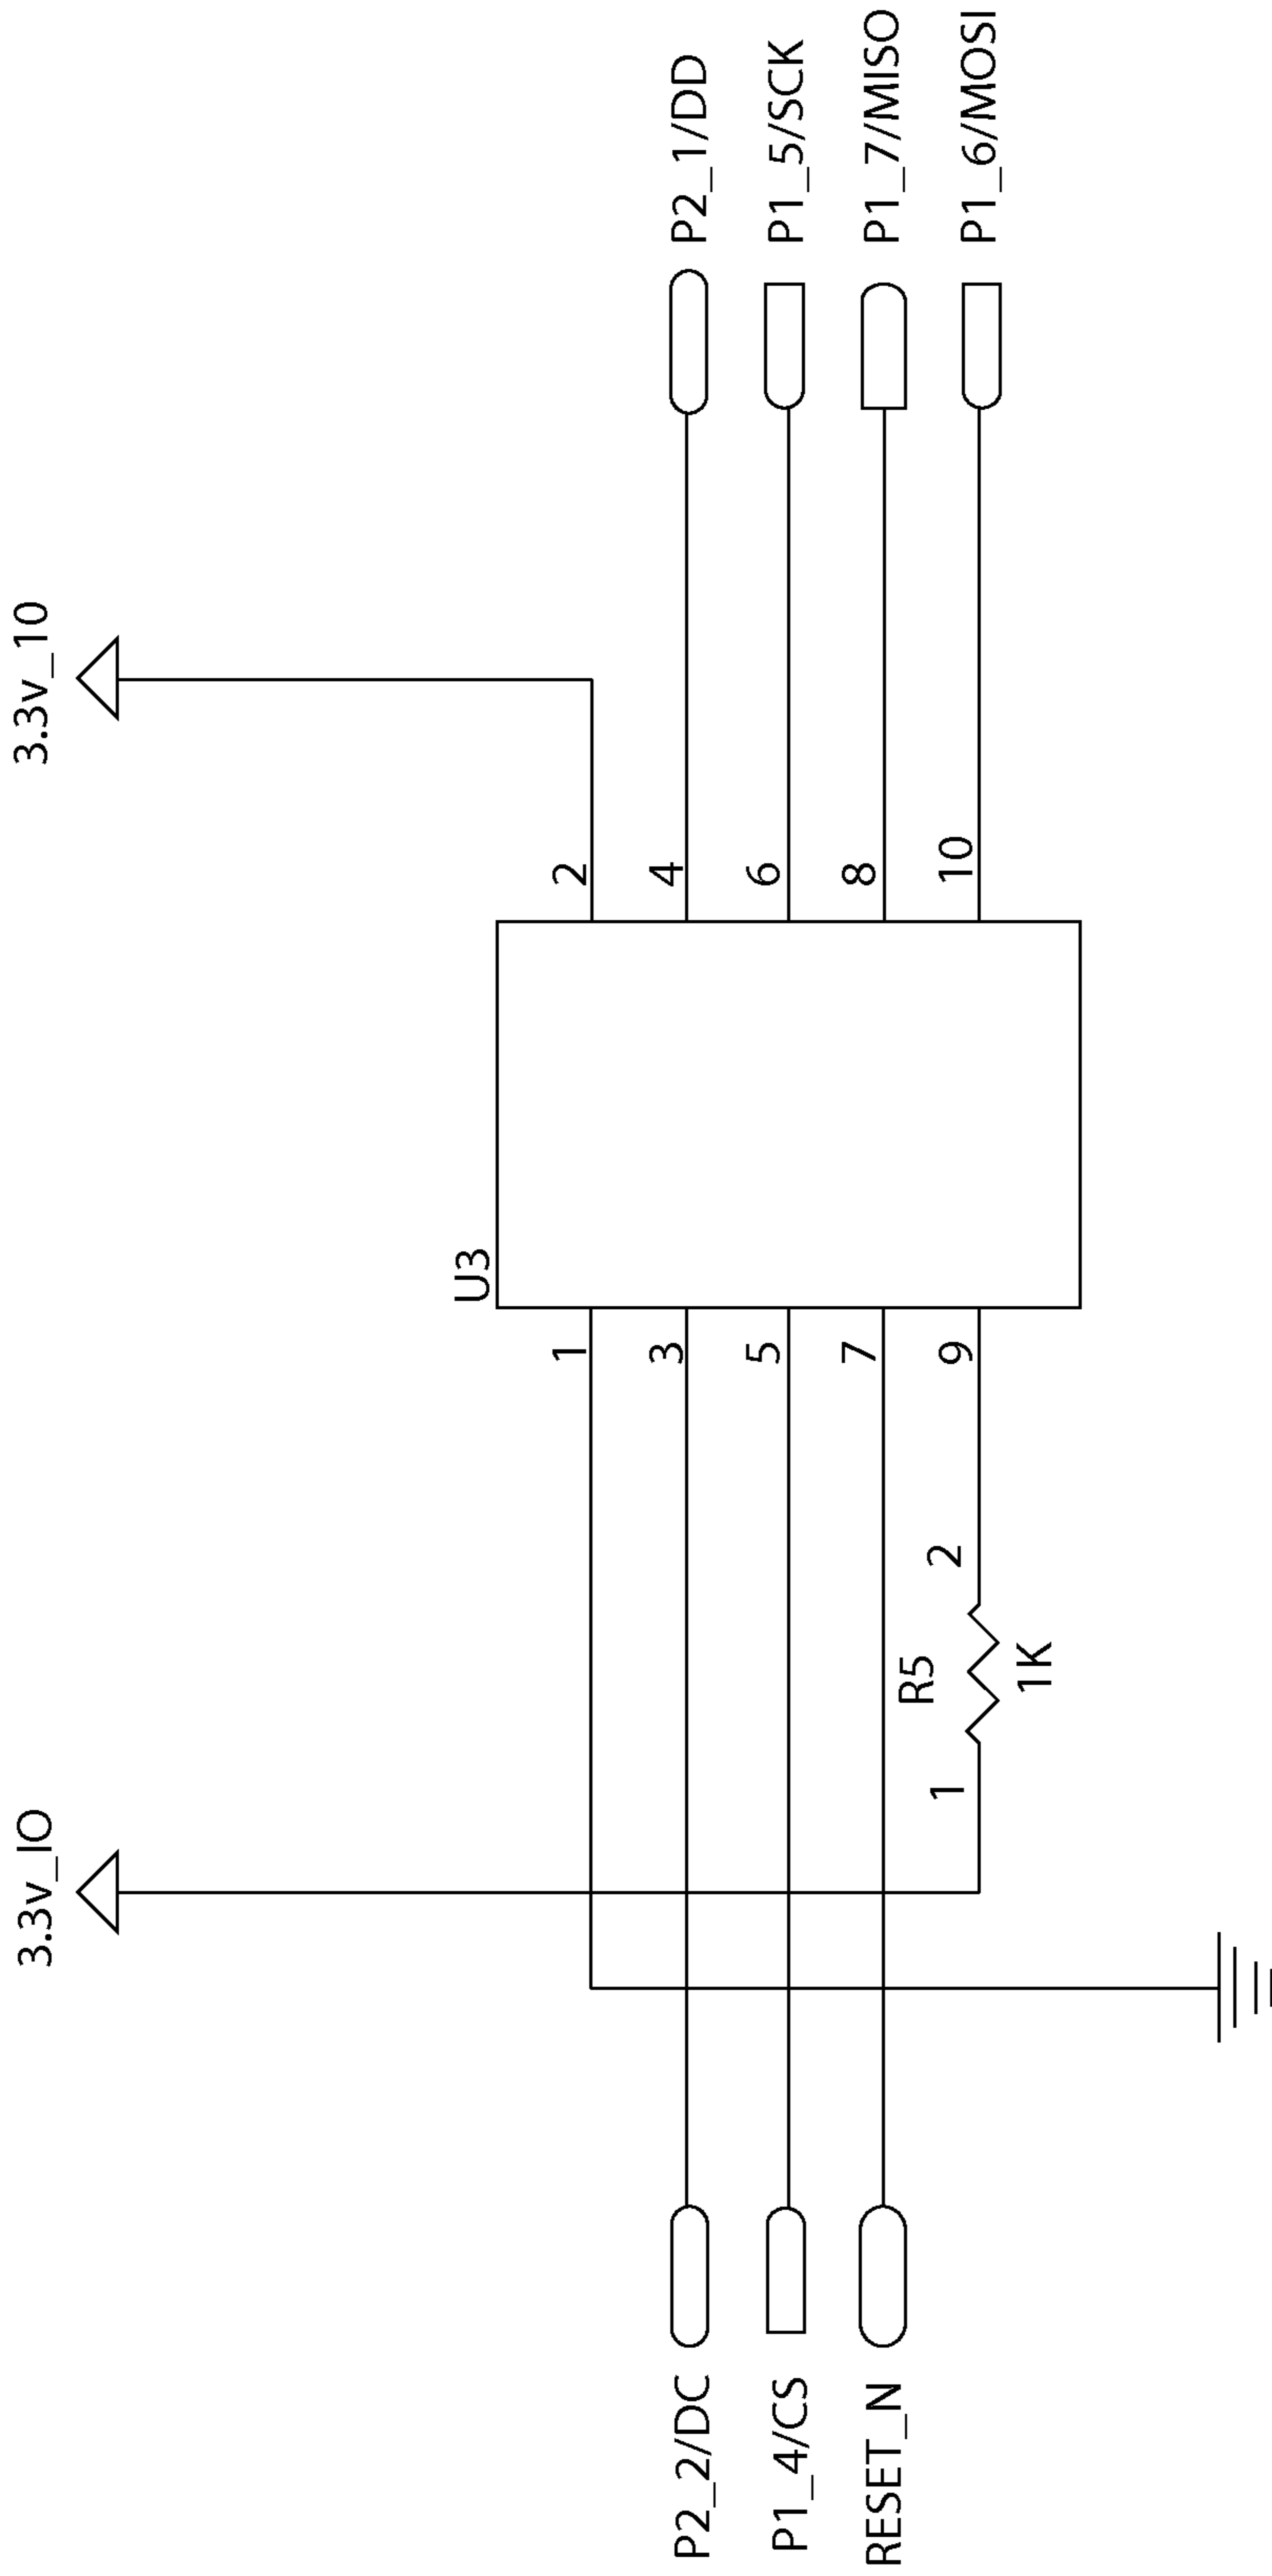 3.3v_IO
3.3v_10
U3
1
2
P2_2/DC
3
4
P2_1/DD
P1_4/CS
5
6
P1_5/SCK
RESET_N
7
8
P1_7/MISO
R5
1
2
9
10
P1_6/MOSI
1K